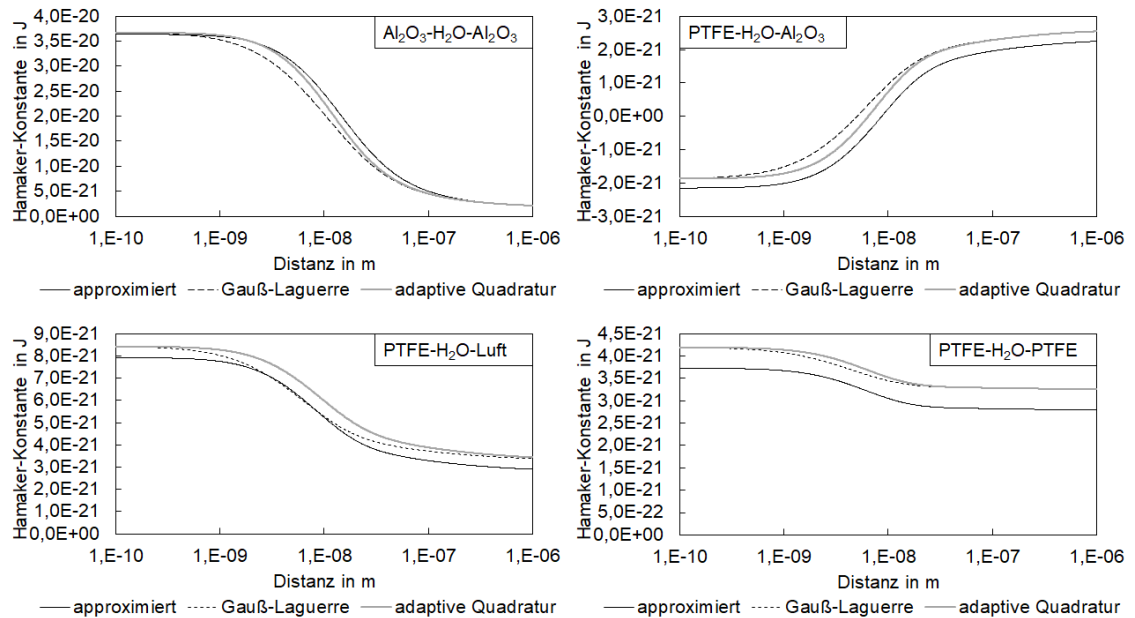 Hamaker-Konstante in J
4,0E-20
3,5E-20
3,0E-20
2,5E-20
2,0E-20
1,5E-20
1,0E-20
5,0E-21
0,0E+00
Al₂O₃-H₂O-Al₂O₃
1,E-10 1,E-09 1,E-08 1,E-07 1,E-06
Distanz in m
approximiert Gauß-Laguerre adaptive Quadratur
Hamaker-Konstante in J
3,0E-21
2,0E-21
1,0E-21
0,0E+00
-1,0E-21
-2,0E-21
-3,0E-21
PTFE-H₂O-Al₂O₃
1,E-10 1,E-09 1,E-08 1,E-07 1,E-06
Distanz in m
approximiert Gauß-Laguerre adaptive Quadratur
Hamaker-Konstante in J
9,0E-21
8,0E-21
7,0E-21
6,0E-21
5,0E-21
4,0E-21
3,0E-21
2,0E-21
1,0E-21
0,0E+00
PTFE-H₂O-Luft
1,E-10 1,E-09 1,E-08 1,E-07 1,E-06
Distanz in m
approximiert Gauß-Laguerre adaptive Quadratur
Hamaker-Konstante in J
4,5E-21
4,0E-21
3,5E-21
3,0E-21
2,5E-21
2,0E-21
1,5E-21
1,0E-21
5,0E-22
0,0E+00
PTFE-H₂O-PTFE
1,E-10 1,E-09 1,E-08 1,E-07 1,E-06
Distanz in m
approximiert Gauß-Laguerre adaptive Quadratur